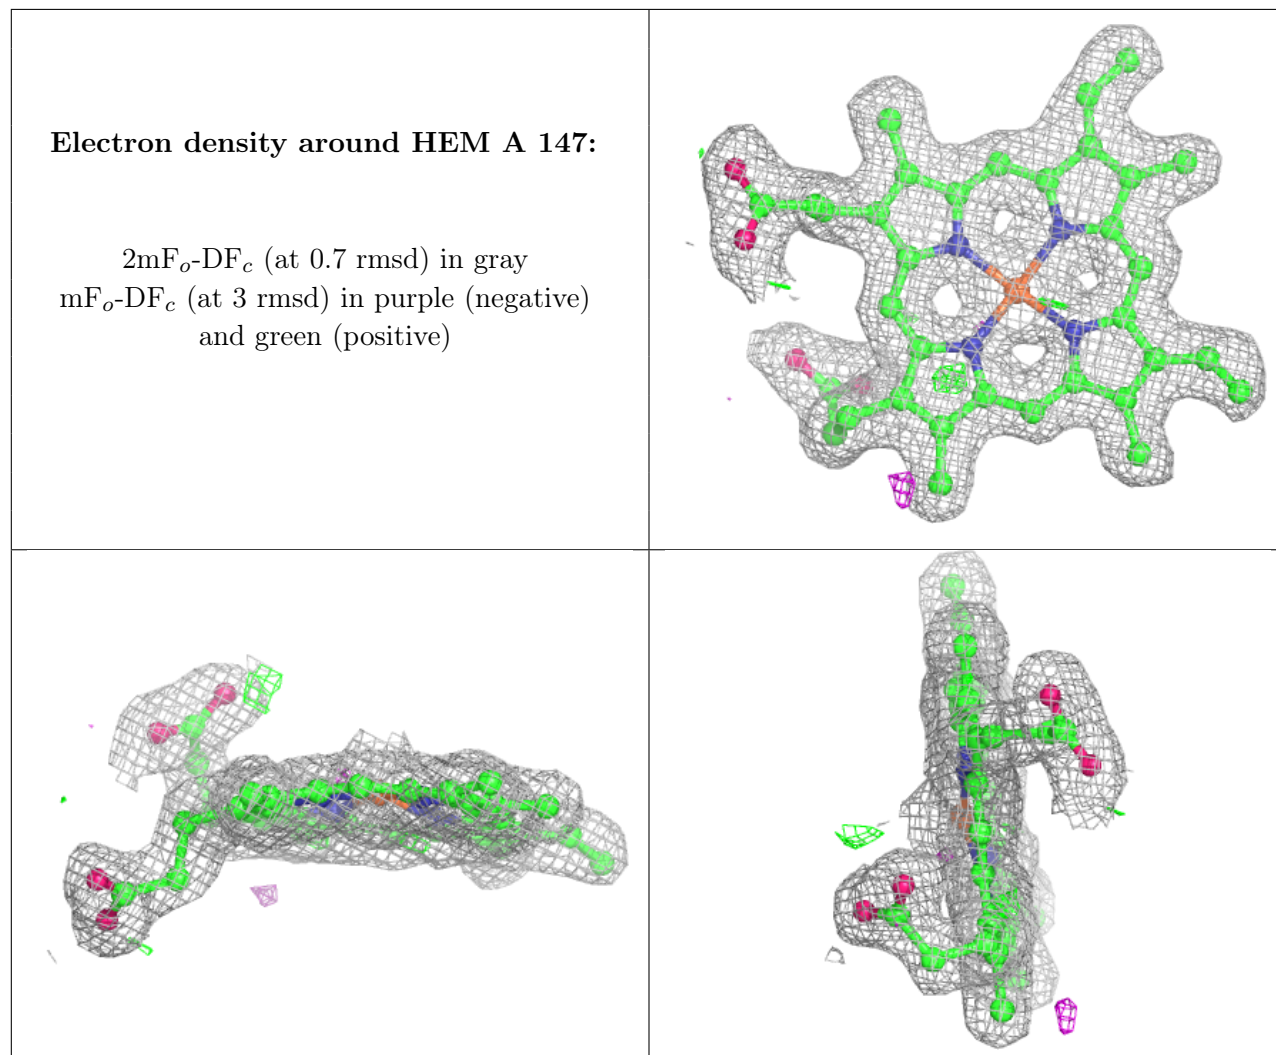 Electron density around HEM A 147:
2mFo-DFc (at 0.7 rmsd) in gray
mFo-DFc (at 3 rmsd) in purple (negative)
and green (positive)